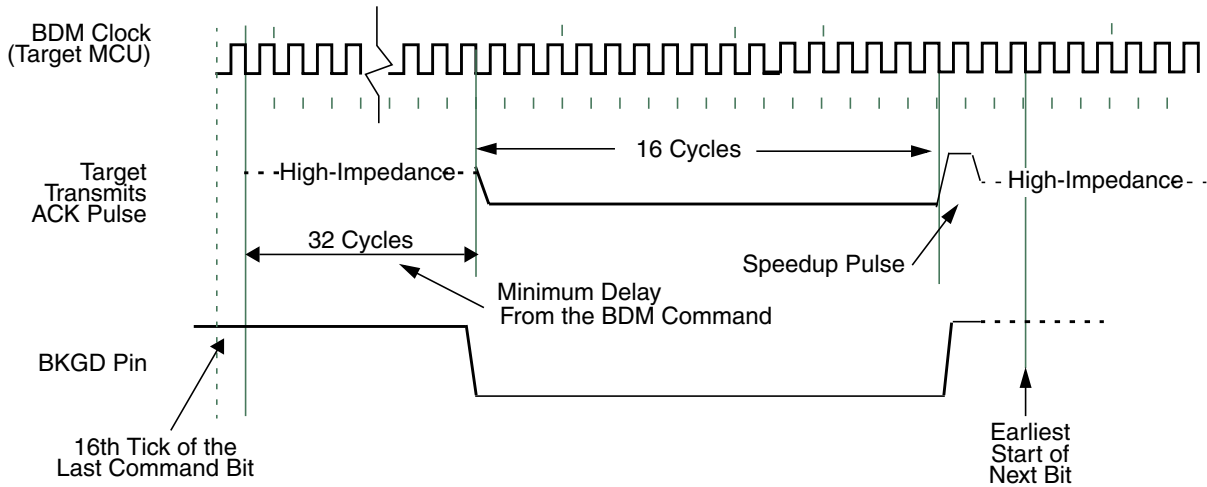 BDM Clock
(Target MCU)
16 Cycles
Target
Transmits
ACK Pulse
High-Impedance
High-Impedance
32 Cycles
Speedup Pulse
Minimum Delay
From the BDM Command
BKGD Pin
16th Tick of the
Last Command Bit
Earliest
Start of
Next Bit